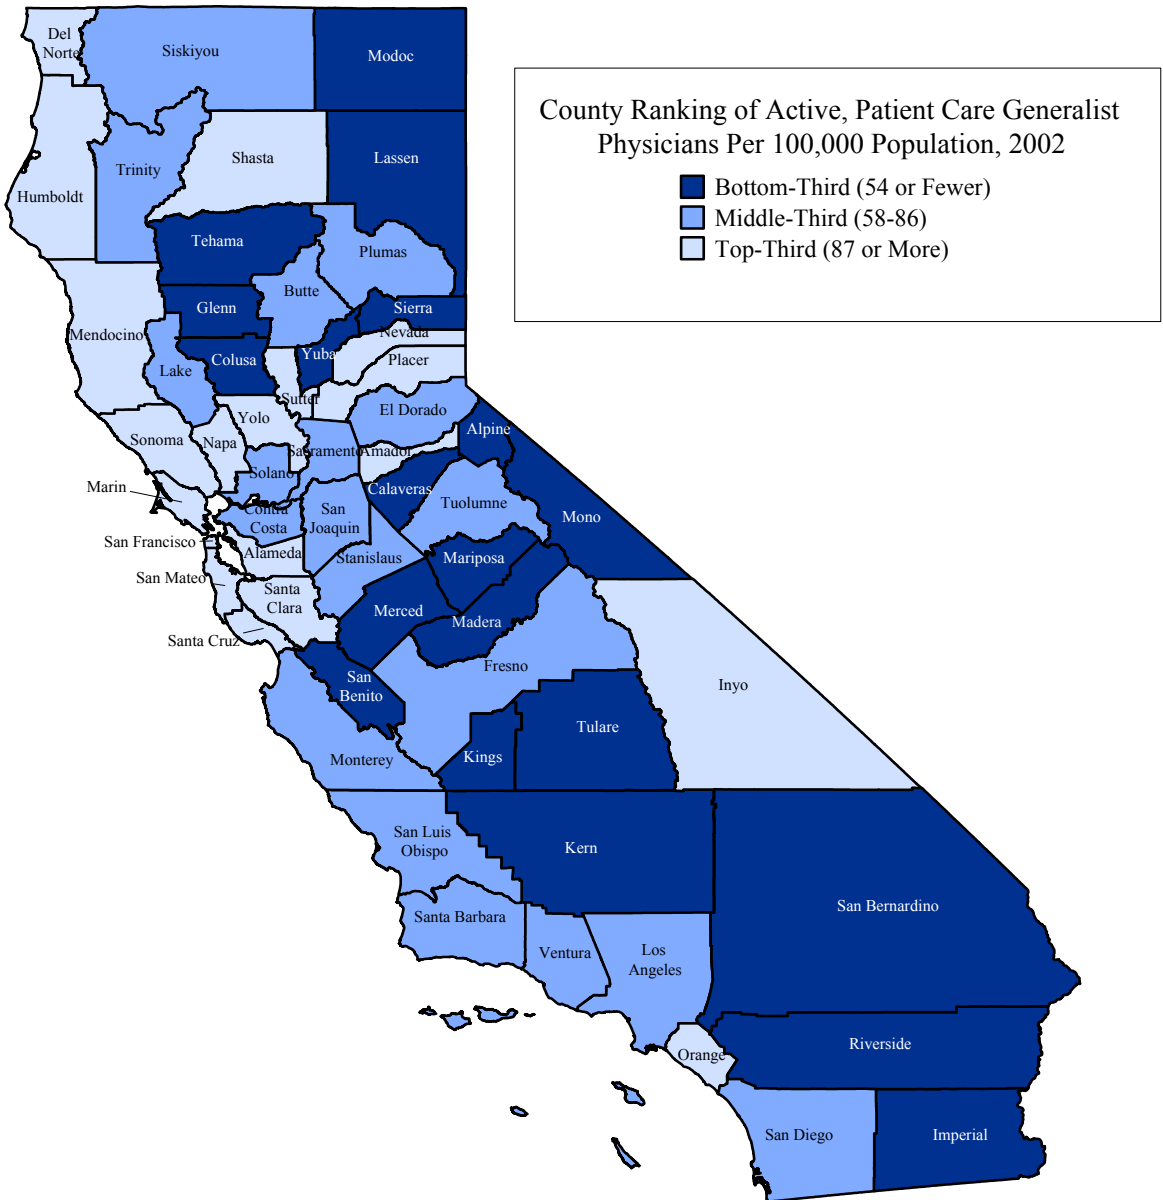 Del
Norte
Siskiyou
Modoc
County Ranking of Active, Patient Care Generalist
Physicians Per 100,000 Population, 2002
Bottom-Third (54 or Fewer)
Middle-Third (58-86)
Top-Third (87 or More)
Humboldt
Trinity
Shasta
Lassen
Tehama
Plumas
Glenn
Butte
Sierra
Mendocino
Lake
Colusa
Yuba
Nevada
Placer
Sutter
Yolo
El Dorado
Sonoma
Napa
Sacramento
Amador
Alpine
Solano
Marin
Calaveras
Tuolumne
Mono
Contra
Costa
San
Joaquin
San Francisco
Alameda
Stanislaus
Mariposa
San Mateo
Santa
Clara
Merced
Madera
Santa Cruz
Fresno
San
Benito
Inyo
Tulare
Monterey
Kings
San Luis
Obispo
Kern
San Bernardino
Santa Barbara
Ventura
Los
Angeles
Orange
Riverside
San Diego
Imperial